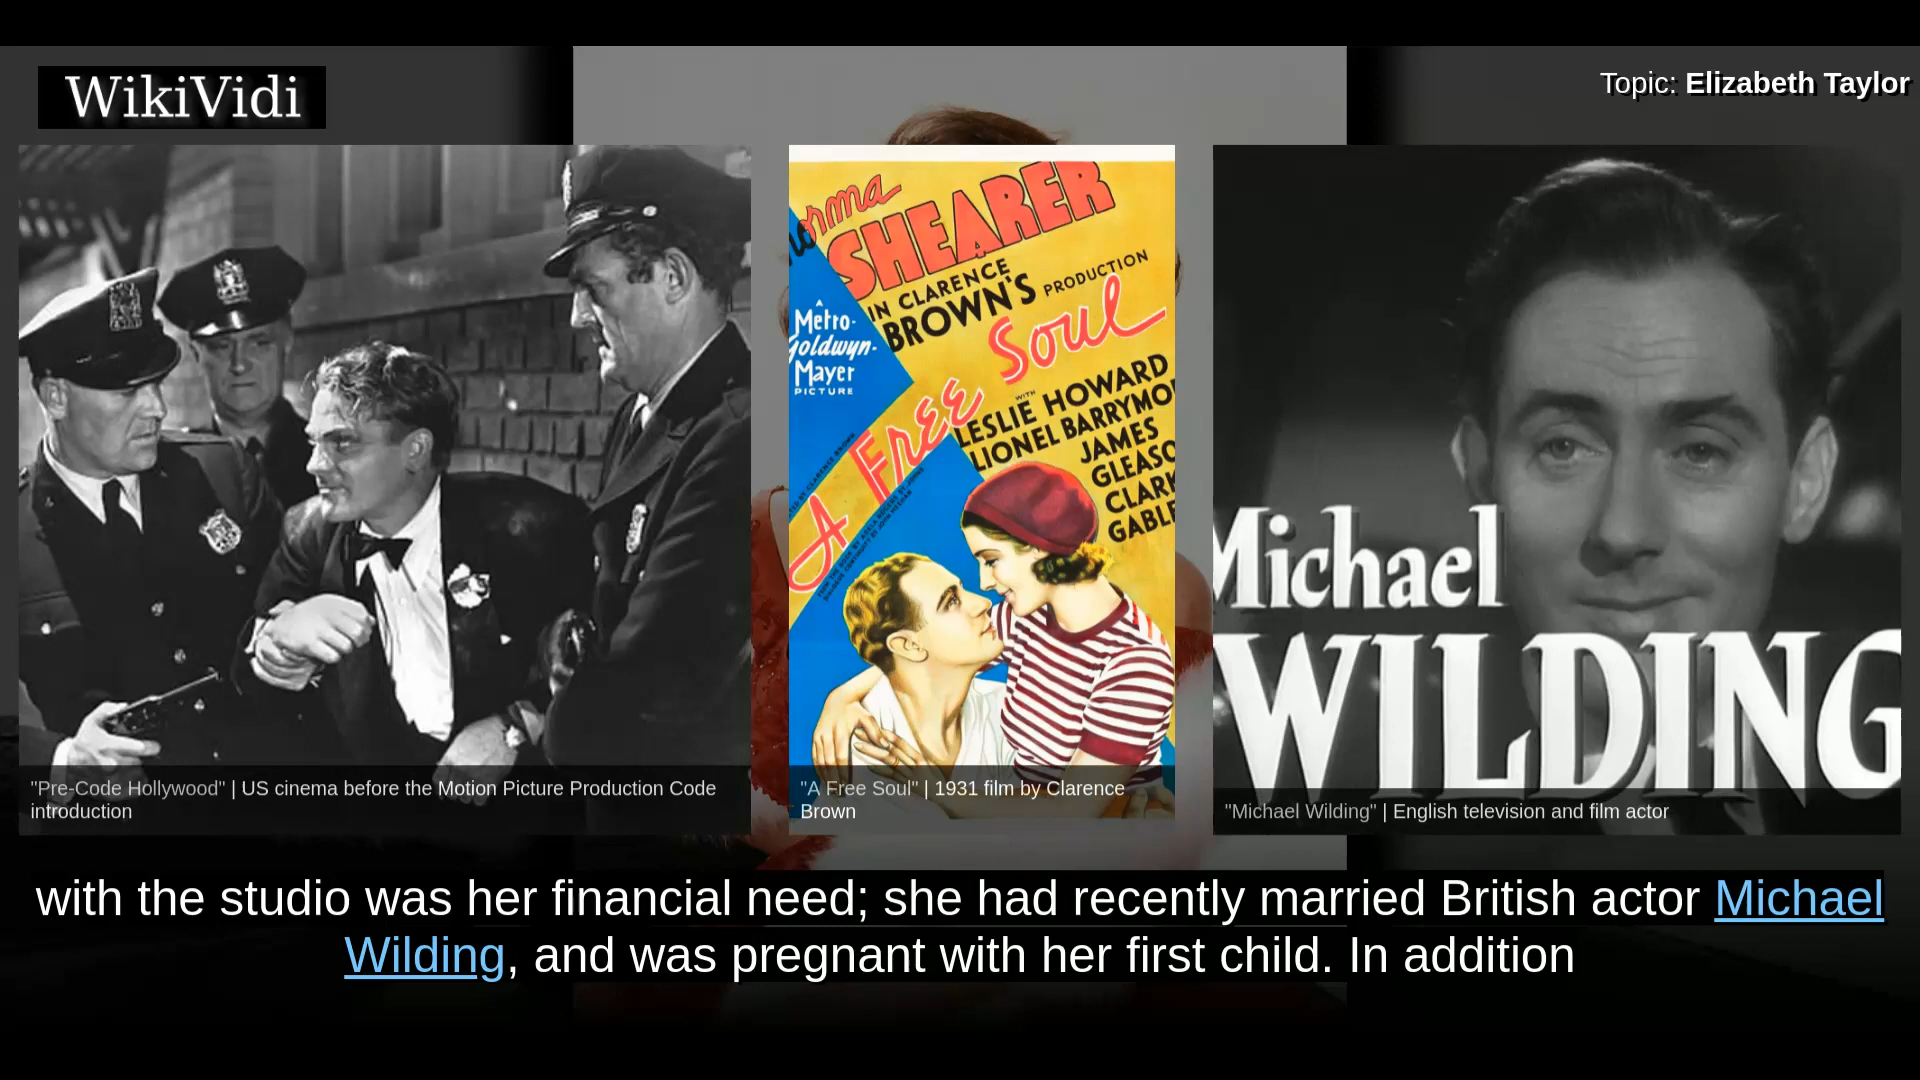 WikiVidi
Topic: Elizabeth Taylor
Norma
SHEARER
IN CLARENCE
BROWN'S PRODUCTION
A
Metro-
Goldwyn-
Mayer
PICTURE
A Free Soul
WITH
LESLIE HOWARD
LIONEL BARRYMO
JAMES
GLEASO
CLARK
GABLE
Michael
WILDING
"Pre-Code Hollywood" | US cinema before the Motion Picture Production Code
introduction
"A Free Soul" | 1931 film by Clarence
Brown
"Michael Wilding" | English television and film actor
with the studio was her financial need; she had recently married British actor Michael
Wilding, and was pregnant with her first child. In addition